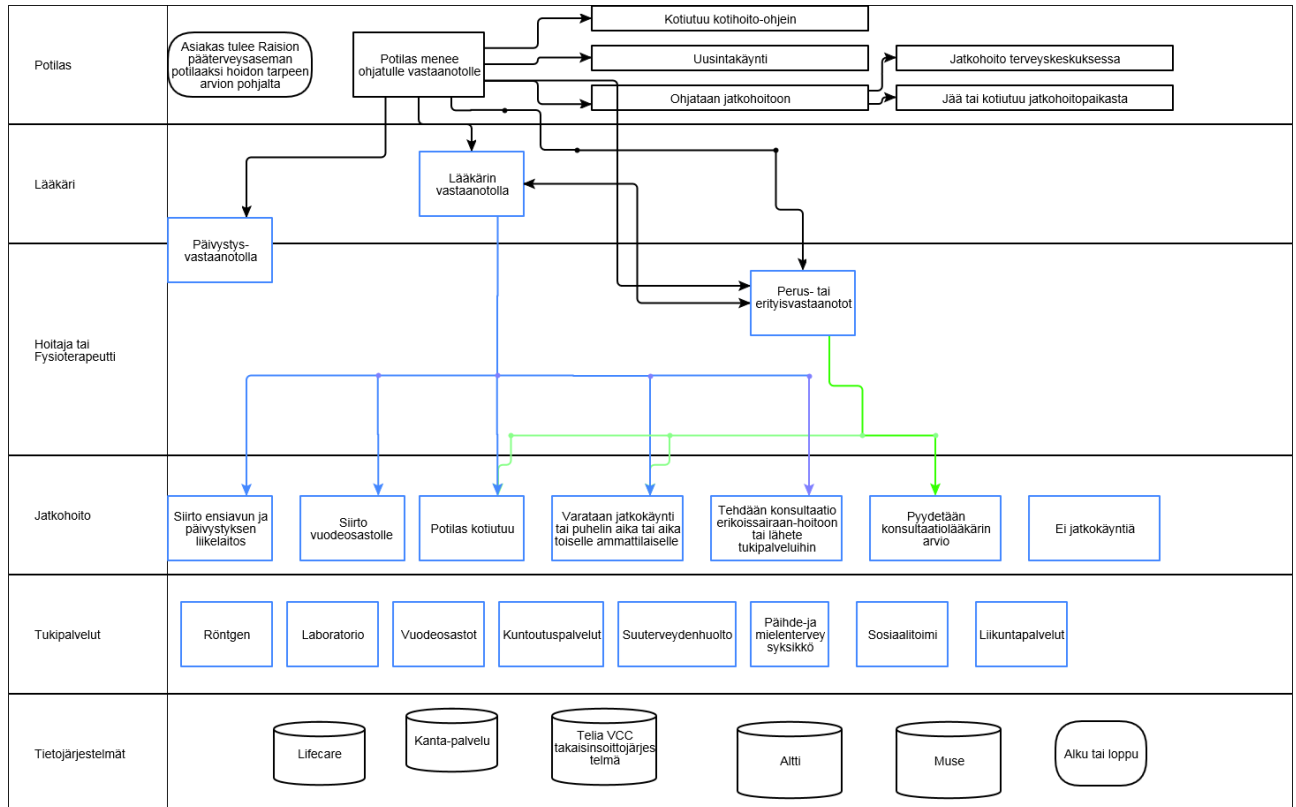 Potilas
Asiakas tulee Raision
pääterveysaseman
potilaaksi hoidon tarpeen
arvion pohjalta
Potilas menee
ohjatulle vastaanotolle
Kotiutuu kotihoito-ohjein
Uusintakäynti
Ohjataan jatkohoitoon
Jatkohoito terveyskeskuksessa
Jää tai kotiutuu jatkohoitopaikasta
Lääkäri
Lääkärin
vastaanotolla
Päivystys-
vastaanotolla
Hoitaja tai
Fysioterapeutti
Perus- tai
erityisvastaanotot
Jatkohoito
Siirto ensiavun ja
päivystyksen
liikelaitos
Siirto
vuodeosastolle
Potilas kotiutuu
Varataan jatkokäynti
tai puhelin aika tai aika
toiselle ammattilaiselle
Tehdään konsultaatio
erikoissairaan-hoitoon
tai lähete
tukipalveluihin
Pyydetään
konsultaatiolääkärin
arvio
Ei jatkokäyntiä
Tukipalvelut
Röntgen
Laboratorio
Vuodeosastot
Kuntoutuspalvelut
Suuterveydenhuolto
Päihde-ja
mielentervey
syksikkö
Sosiaalitoimi
Liikuntapalvelut
Tietojärjestelmät
Lifecare
Kanta-palvelu
Telia VCC
takaisinsoittojärjes
telmä
Altti
Muse
Alku tai loppu